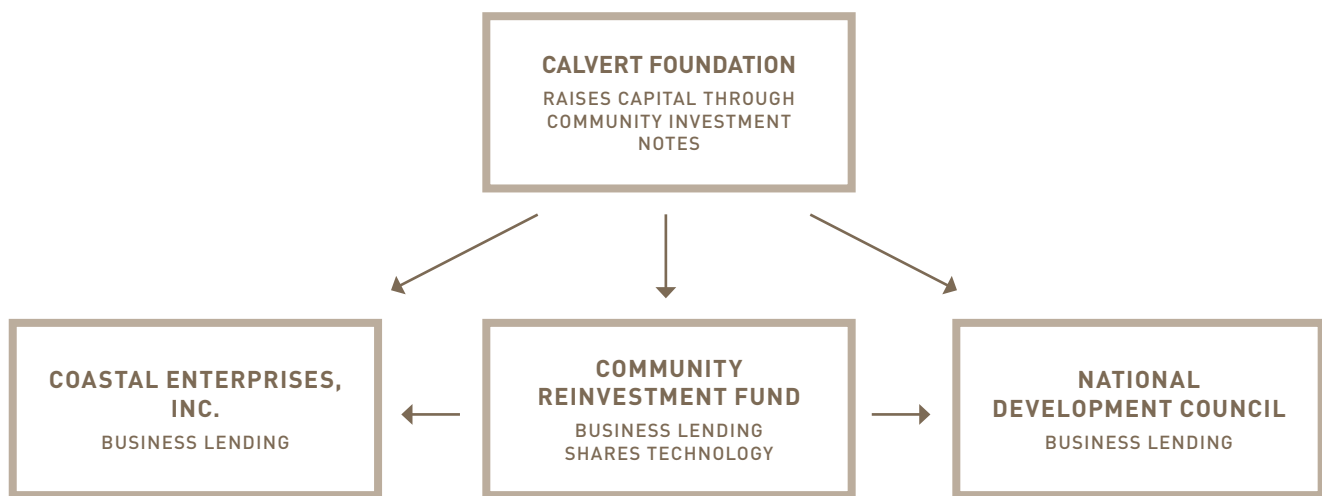 CALVERT FOUNDATION
RAISES CAPITAL THROUGH
COMMUNITY INVESTMENT
NOTES
COASTAL ENTERPRISES,
INC.
BUSINESS LENDING
COMMUNITY
REINVESTMENT FUND
BUSINESS LENDING
SHARES TECHNOLOGY
NATIONAL
DEVELOPMENT COUNCIL
BUSINESS LENDING